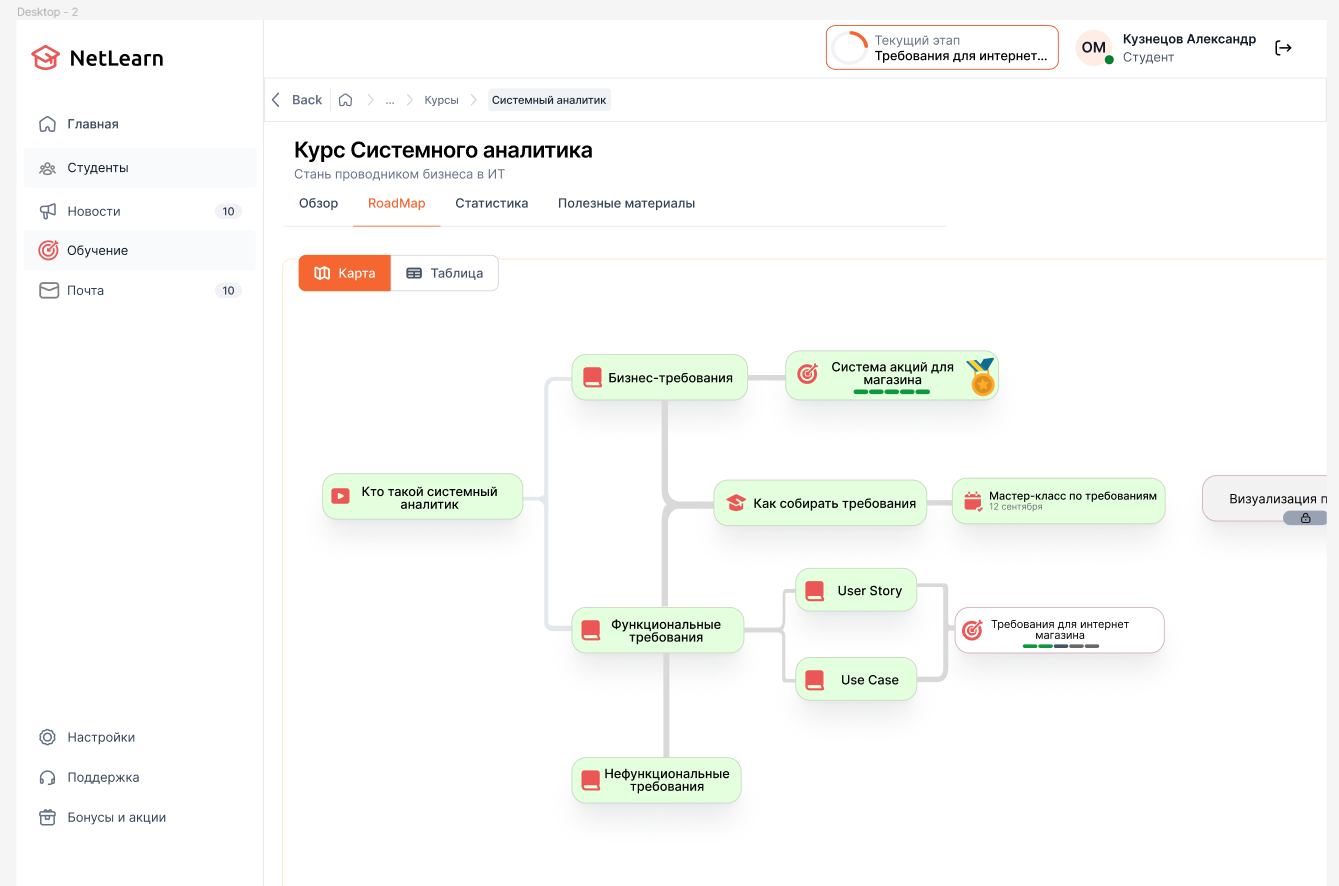 Desktop - 2
NetLearn
Текущий этап
Требования для интернет...
ОМ
Кузнецов Александр
Студент
Back
...
Курсы
Системный аналитик
Главная
Студенты
Новости
10
Обучение
Почта
10
Настройки
Поддержка
Бонусы и акции
Курс Системного аналитика
Стань проводником бизнеса в ИТ
Обзор
RoadMap
Статистика
Полезные материалы
Карта
Таблица
Бизнес-требования
Система акций для
магазина
Кто такой системный
аналитик
Как собирать требования
Мастер-класс по требованиям
12 сентября
Визуализация п
User Story
Функциональные
требования
Требования для интернет
магазина
Use Case
Нефункциональные
требования